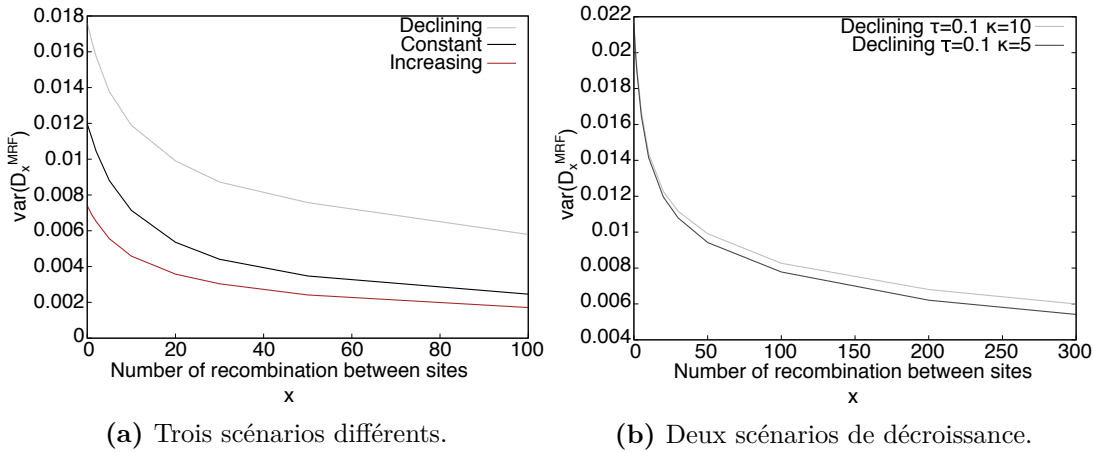 0.018
0.016
0.014
0.012
0.01
0.008
0.006
0.004
0.002
0
var(D_x^MRF)
Declining
Constant
Increasing
0 20 40 60 80 100
Number of recombination between sites
x
(a) Trois scénarios différents.
0.022
0.02
0.018
0.016
0.014
0.012
0.01
0.008
0.006
0.004
var(D_x^MRF)
Declining τ=0.1 κ=10
Declining τ=0.1 κ=5
0 50 100 150 200 250 300
Number of recombination between sites
x
(b) Deux scénarios de décroissance.